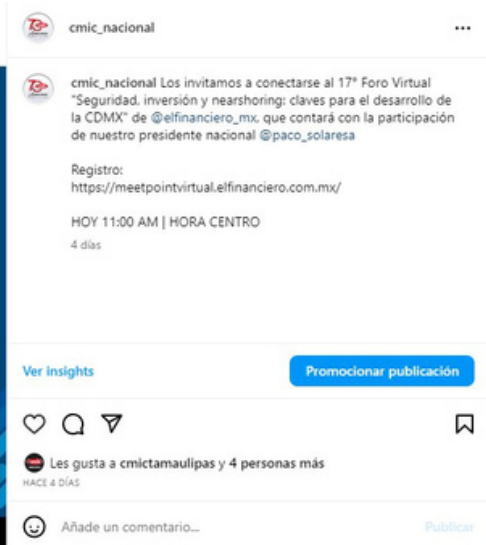 cmic_nacional
cmic_nacional Los invitamos a conectarse al 17° Foro Virtual
"Seguridad, inversión y nearshoring: claves para el desarrollo de
la CDMX" de @elfinanciero_mx, que contará con la participación
de nuestro presidente nacional @paco_solaresa
Registro:
https://meetpointvirtual.elfinanciero.com.mx/
HOY 11:00 AM | HORA CENTRO
4 días
Ver insights
Promocionar publicación
Les gusta a cmictamaulipas y 4 personas más
HACE 4 DÍAS
Añade un comentario...
Publicar